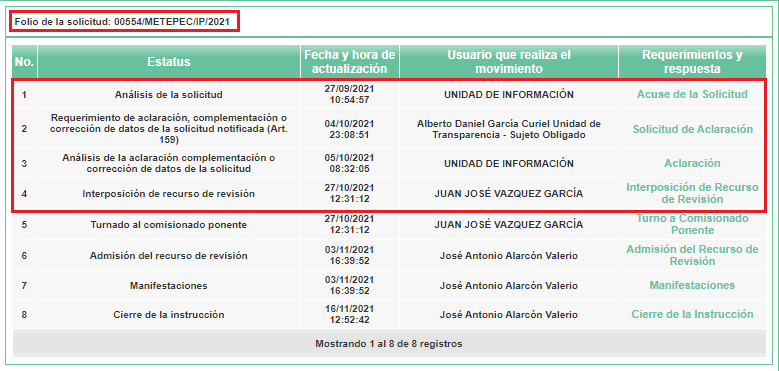 Folio de la solicitud: 00554/METEPEC/IP/2021
No. Estatus Fecha y hora de actualización Usuario que realiza el movimiento Requerimientos y respuesta
1 Análisis de la solicitud 27/09/2021 10:54:57 UNIDAD DE INFORMACIÓN Acuse de la Solicitud
2 Requerimiento de aclaración, complementación o corrección de datos de la solicitud notificada (Art. 159) 04/10/2021 23:08:51 Alberto Daniel García Curiel Unidad de Transparencia - Sujeto Obligado Solicitud de Aclaración
3 Análisis de la aclaración complementación o corrección de datos de la solicitud 05/10/2021 08:32:05 UNIDAD DE INFORMACIÓN Aclaración
4 Interposición de recurso de revisión 27/10/2021 12:31:12 JUAN JOSÉ VAZQUEZ GARCÍA Interposición de Recurso de Revisión
5 Turnado al comisionado ponente 27/10/2021 12:31:12 JUAN JOSÉ VAZQUEZ GARCÍA Turno a Comisionado Ponente
6 Admisión del recurso de revisión 03/11/2021 16:39:52 José Antonio Alarcón Valerio Admisión del Recurso de Revisión
7 Manifestaciones 03/11/2021 16:39:52 José Antonio Alarcón Valerio Manifestaciones
8 Cierre de la instrucción 16/11/2021 12:52:42 José Antonio Alarcón Valerio Cierre de la Instrucción
Mostrando 1 al 8 de 8 registros